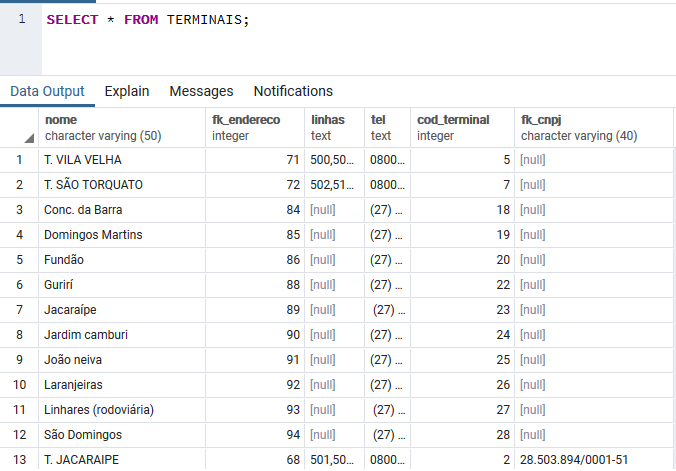 1 SELECT * FROM TERMINAIS;
Data Output Explain Messages Notifications
nome fk_endereco linhas tel cod_terminal fk_cnpj
character varying (50) integer text text integer character varying (40)
1 T. VILA VELHA 71 500,50... 0800... 5 [null]
2 T. SÃO TORQUATO 72 502,51... 0800... 7 [null]
3 Conc. da Barra 84 [null] (27) ... 18 [null]
4 Domingos Martins 85 [null] (27) ... 19 [null]
5 Fundão 86 [null] (27) ... 20 [null]
6 Gurirí 88 [null] (27) ... 22 [null]
7 Jacaraípe 89 [null] (27) ... 23 [null]
8 Jardim camburi 90 [null] (27) ... 24 [null]
9 João neiva 91 [null] (27) ... 25 [null]
10 Laranjeiras 92 [null] (27) ... 26 [null]
11 Linhares (rodoviária) 93 [null] (27) ... 27 [null]
12 São Domingos 94 [null] (27) ... 28 [null]
13 T. JACARAIPE 68 501,50... 0800... 2 28.503.894/0001-51